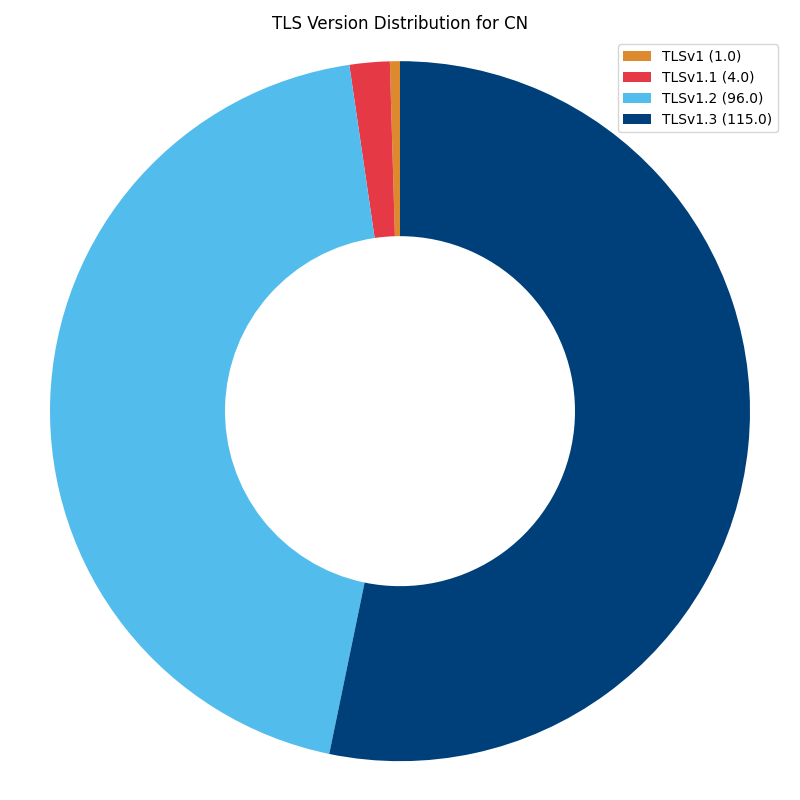 TLS Version Distribution for CN
TLSv1 (1.0)
TLSv1.1 (4.0)
TLSv1.2 (96.0)
TLSv1.3 (115.0)